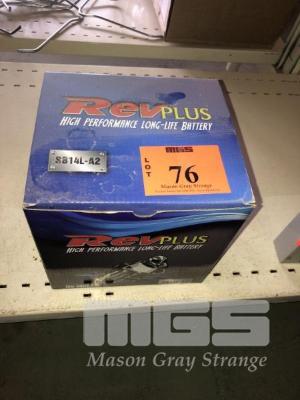 RevPLUS
HIGH PERFORMANCE LONG-LIFE BATTERY
SB14L-A2
MGS
LOT
76
Mason Gray Strange
RevPLUS
HIGH PERFORMANCE LONG-LIFE BATTERY
MGS
Mason Gray Strange